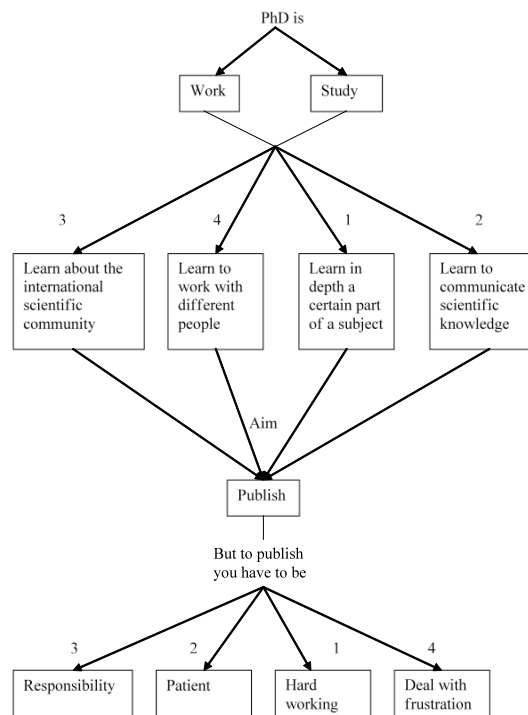 PhD is
Work
Study
3
4
1
2
Learn about the
international
scientific
community
Learn to
work with
different
people
Learn in
depth a
certain part
of a subject
Learn to
communicate
scientific
knowledge
Aim
Publish
But to publish
you have to be
3
2
1
4
Responsibility
Patient
Hard
working
Deal with
frustration